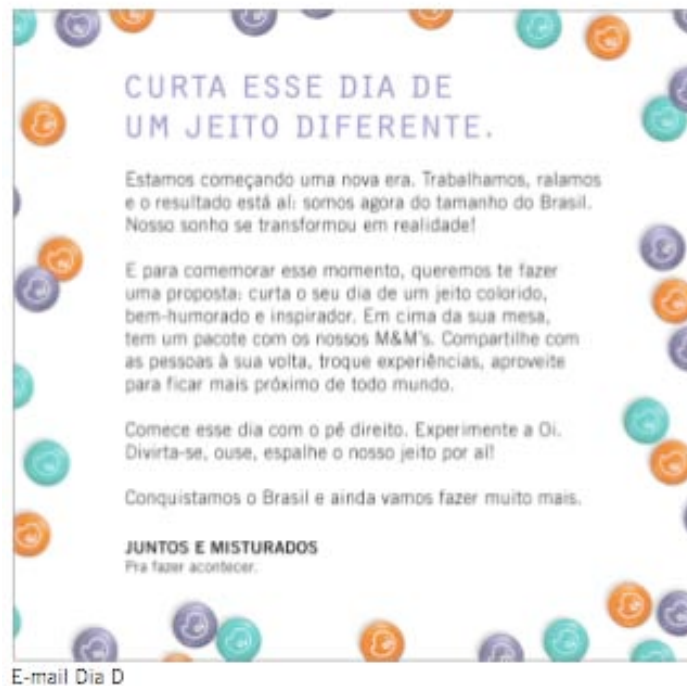 CURTA ESSE DIA DE
UM JEITO DIFERENTE.
Estamos começando uma nova era. Trabalhamos, ralamos
e o resultado está aí: somos agora do tamanho do Brasil.
Nosso sonho se transformou em realidade!
E para comemorar esse momento, queremos te fazer
uma proposta: curta o seu dia de um jeito colorido,
bem-humorado e inspirador. Em cima da sua mesa,
tem um pacote com os nossos M&M's. Compartilhe com
as pessoas à sua volta, troque experiências, aproveite
para ficar mais próximo de todo mundo.
Comece esse dia com o pé direito. Experimente a Oi.
Divirta-se, ouse, espalhe o nosso jeito por aí!
Conquistamos o Brasil e ainda vamos fazer muito mais.
JUNTOS E MISTURADOS
Pra fazer acontecer.
E-mail Dia D